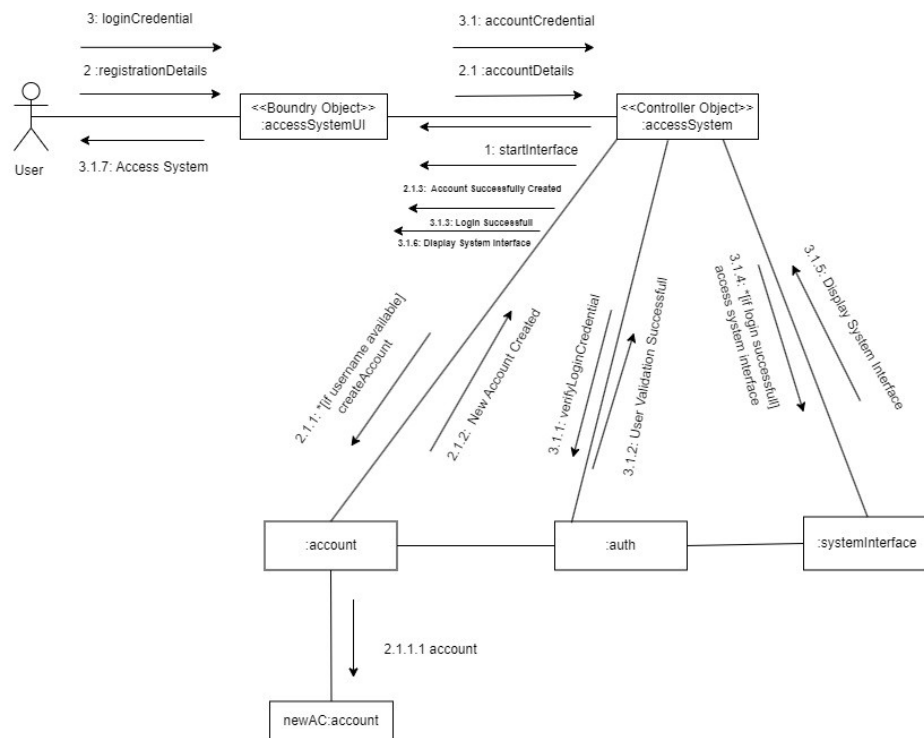 3: loginCredential
3.1: accountCredential
2 :registrationDetails
2.1 :accountDetails
<<Boundry Object>>
:accessSystemUI
<<Controller Object>>
:accessSystem
User
3.1.7: Access System
1: startInterface
2.1.3: Account Successfully Created
3.1.3: Login Successfull
3.1.6: Display System Interface
2.1.1: *[if username available]
createAccount
2.1.2: New Account Created
3.1.1: verifyLoginCredential
3.1.2: User Validation Successfull
3.1.4: *[if login successfull]
access system interface
3.1.5: Display System Interface
:account
:auth
:systemInterface
2.1.1.1 account
newAC:account